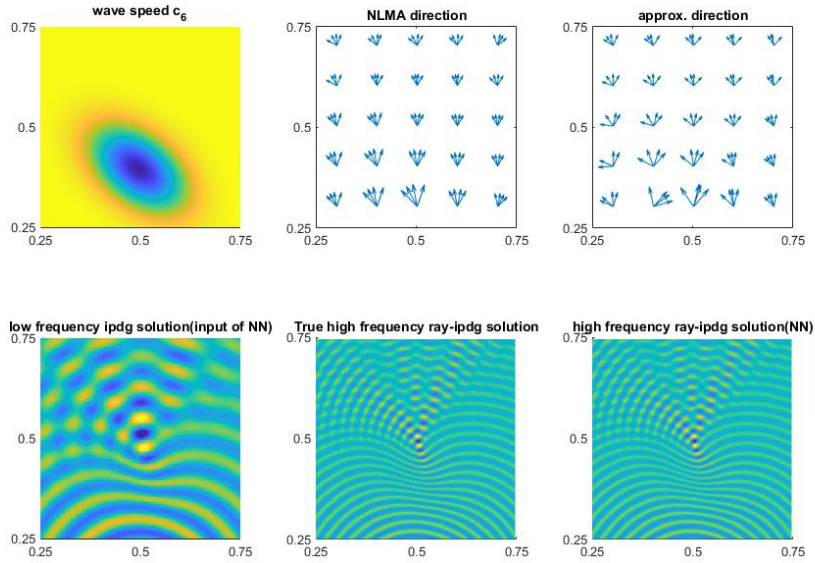 wave speed c6
NLMA direction
approx. direction
0.75
0.5
0.25
0.25 0.5 0.75
0.75
0.5
0.25
0.25 0.5 0.75
0.75
0.5
0.25
0.25 0.5 0.75
low frequency ipdg solution(input of NN)
True high frequency ray-ipdg solution
high frequency ray-ipdg solution(NN)
0.75
0.5
0.25
0.25 0.5 0.75
0.75
0.5
0.25
0.25 0.5 0.75
0.75
0.5
0.25
0.25 0.5 0.75